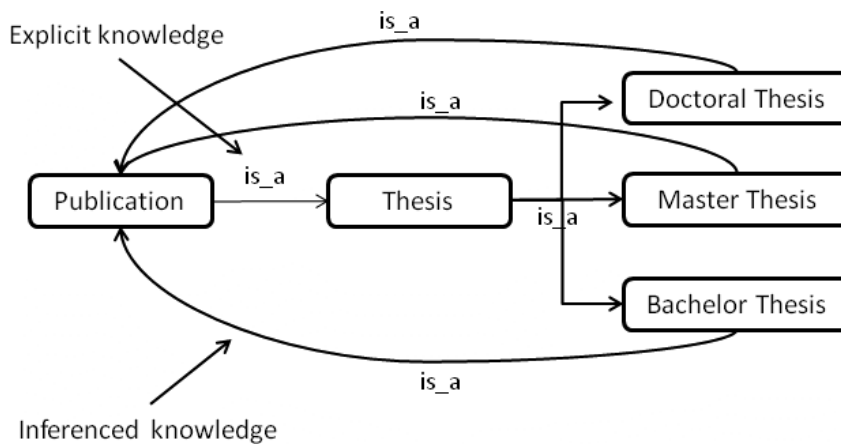 is_a
Explicit knowledge
Doctoral Thesis
is_a
is_a
Publication
Thesis
Master Thesis
is_a
Bachelor Thesis
is_a
Inferenced knowledge